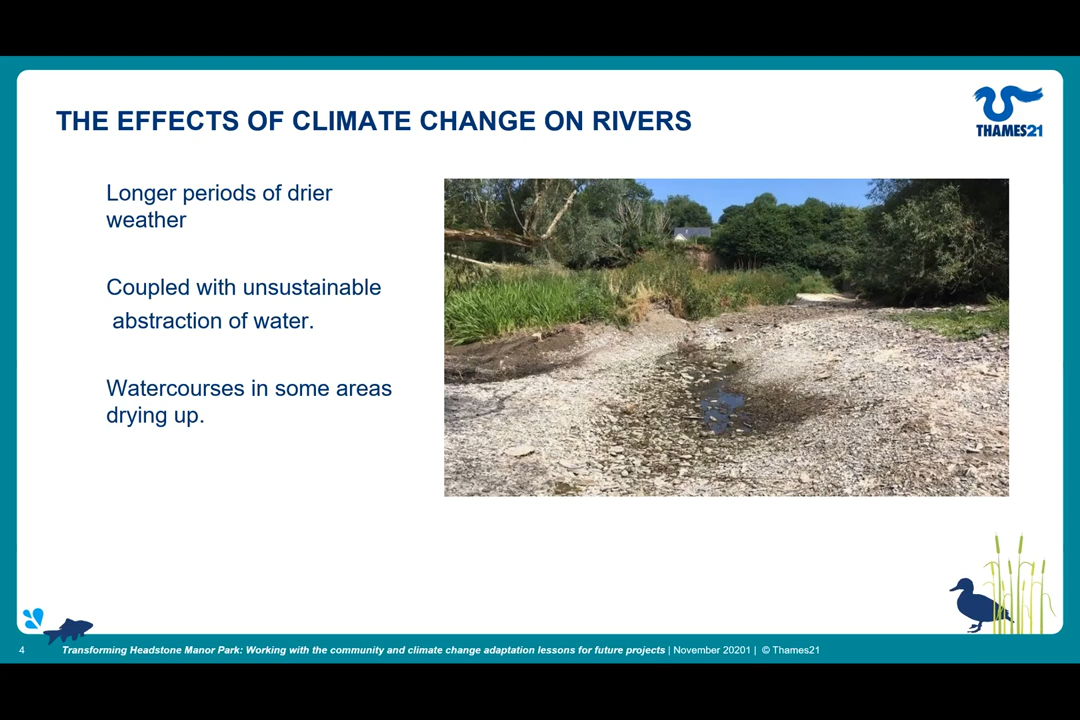 THE EFFECTS OF CLIMATE CHANGE ON RIVERS
THAMES21
Longer periods of drier
weather
Coupled with unsustainable
abstraction of water.
Watercourses in some areas
drying up.
4
Transforming Headstone Manor Park: Working with the community and climate change adaptation lessons for future projects | November 20201 | © Thames21